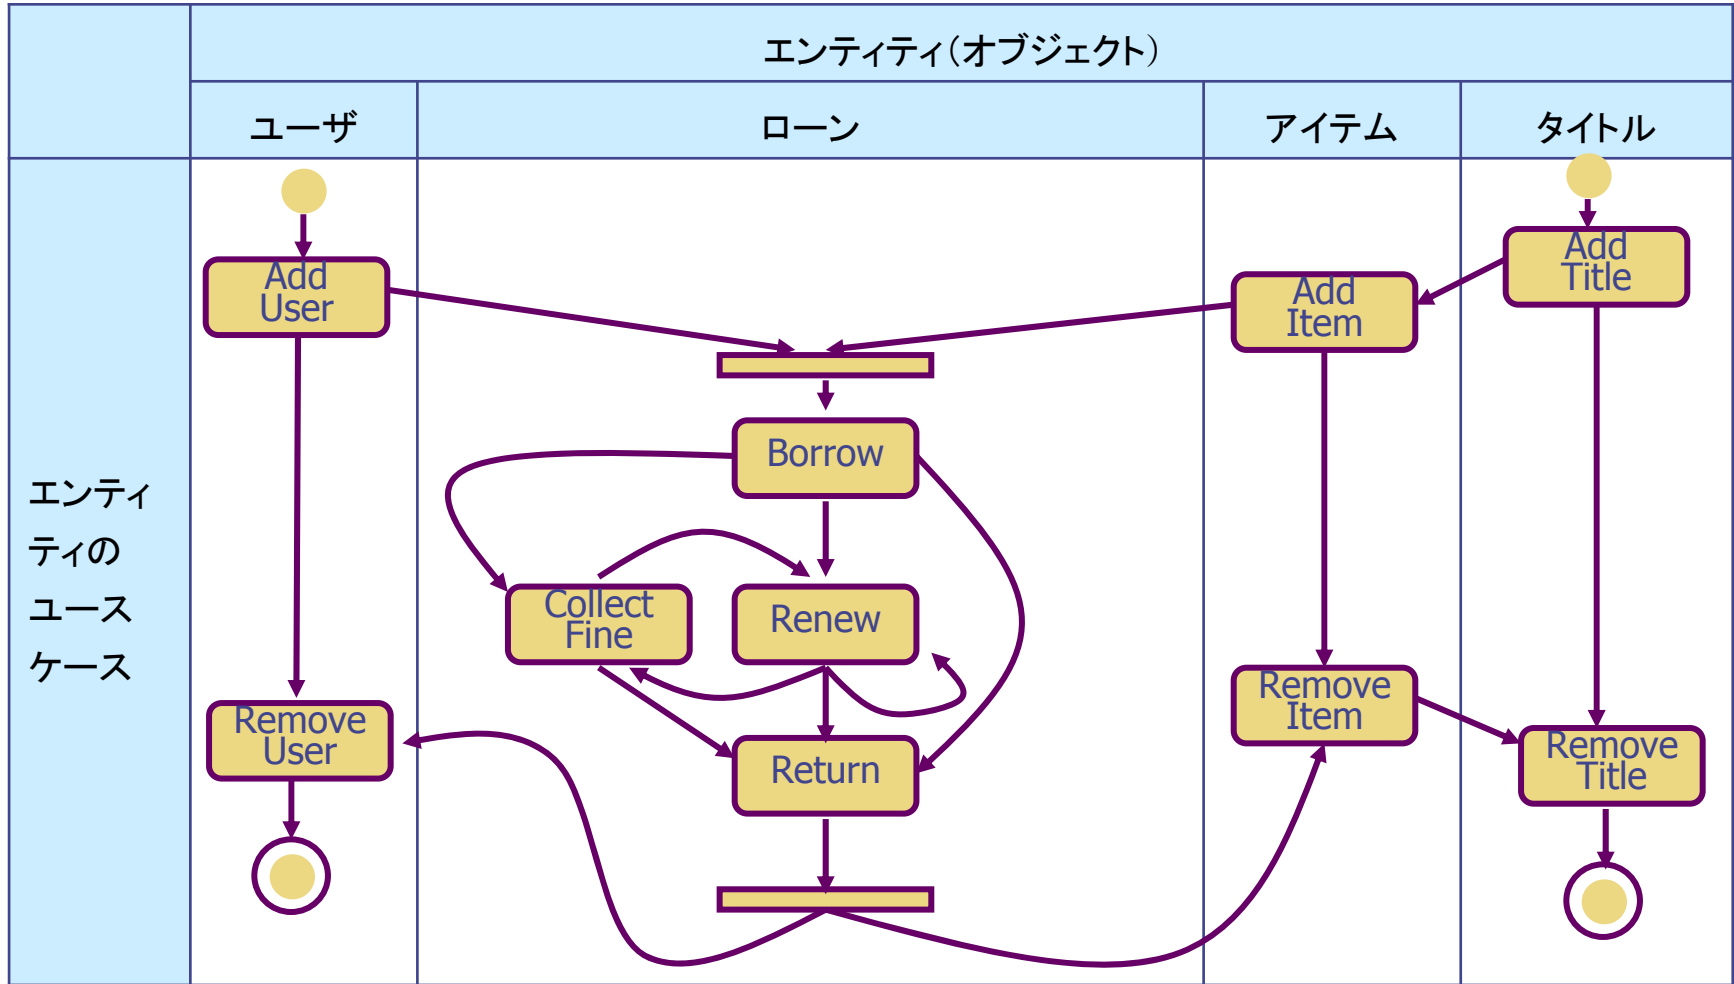 エンティティ(オブジェクト)
ユーザ
ローン
アイテム
タイトル
エンティ
ティの
ユース
ケース
Add
User
Add
Item
Add
Title
Borrow
Collect
Fine
Renew
Remove
User
Return
Remove
Item
Remove
Title